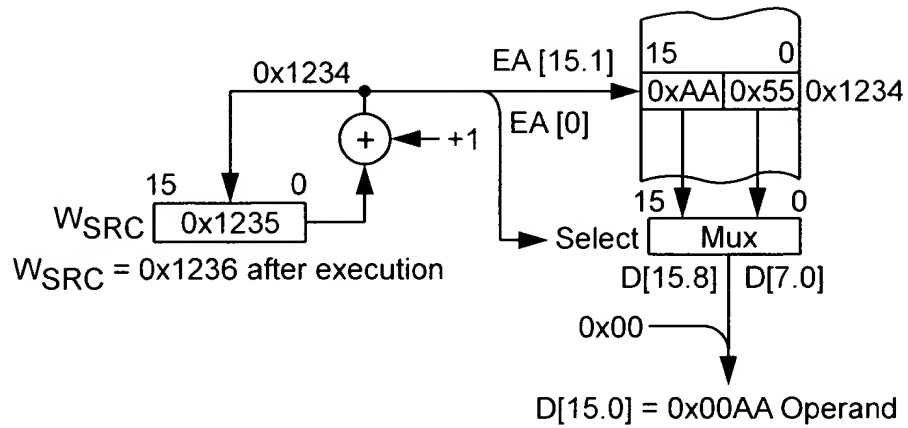 15 0
0x1234
EA [15.1]
0xAA 0x55 0x1234
EA [0]
+
+1
15 0
15 0
WSRC 0x1235
Select Mux
WSRC = 0x1236 after execution
D[15.8] D[7.0]
0x00
D[15.0] = 0x00AA Operand